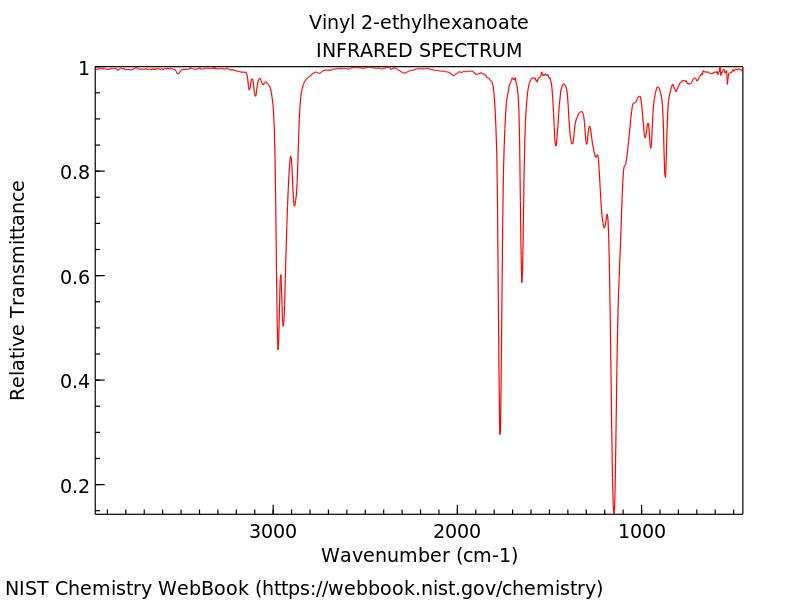 Vinyl 2-ethylhexanoate
INFRARED SPECTRUM
1
0.8
0.6
0.4
0.2
Relative Transmittance
3000 2000 1000
Wavenumber (cm-1)
NIST Chemistry WebBook (https://webbook.nist.gov/chemistry)